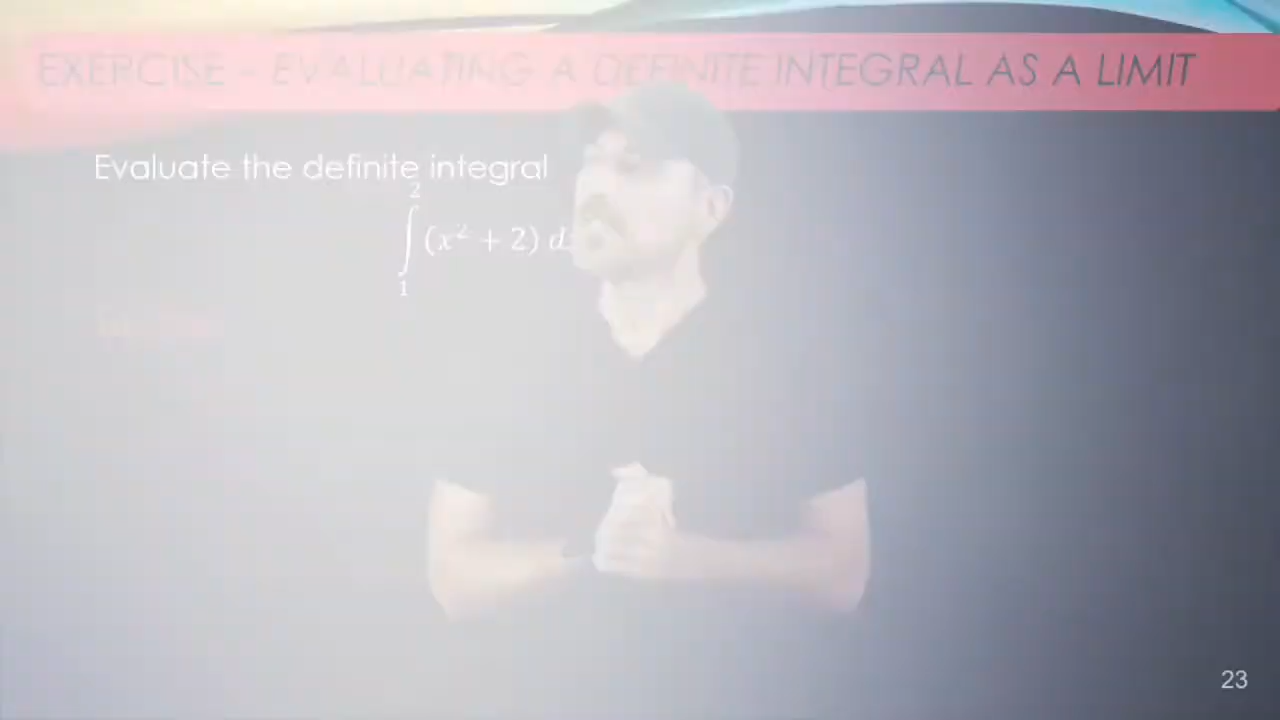 EXERCISE - EVALUATING A DEFINITE INTEGRAL AS A LIMIT
Evaluate the definite integral
2
∫ (x² + 2) d
1
23